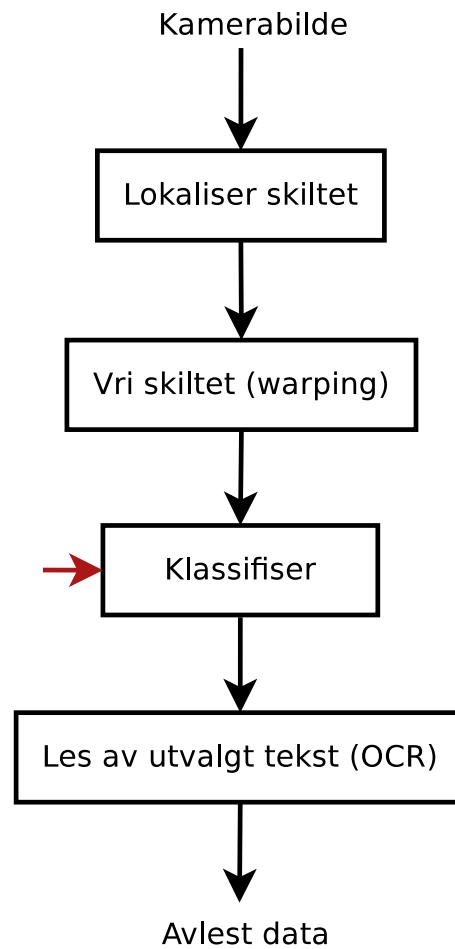 Kamerabilde
Lokaliser skiltet
Vri skiltet (warping)
Klassifiser
Les av utvalgt tekst (OCR)
Avlest data